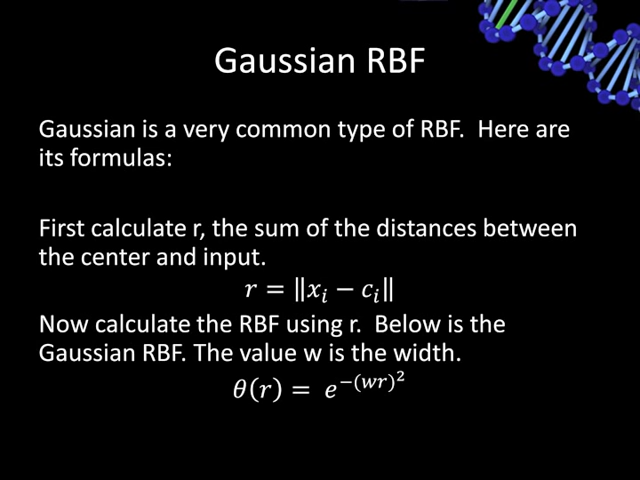 Gaussian RBF
Gaussian is a very common type of RBF.  Here are
its formulas:
First calculate r, the sum of the distances between
the center and input.
r = ‖xᵢ − cᵢ‖
Now calculate the RBF using r.  Below is the
Gaussian RBF. The value w is the width.
θ(r) = e^{−(wr)²}